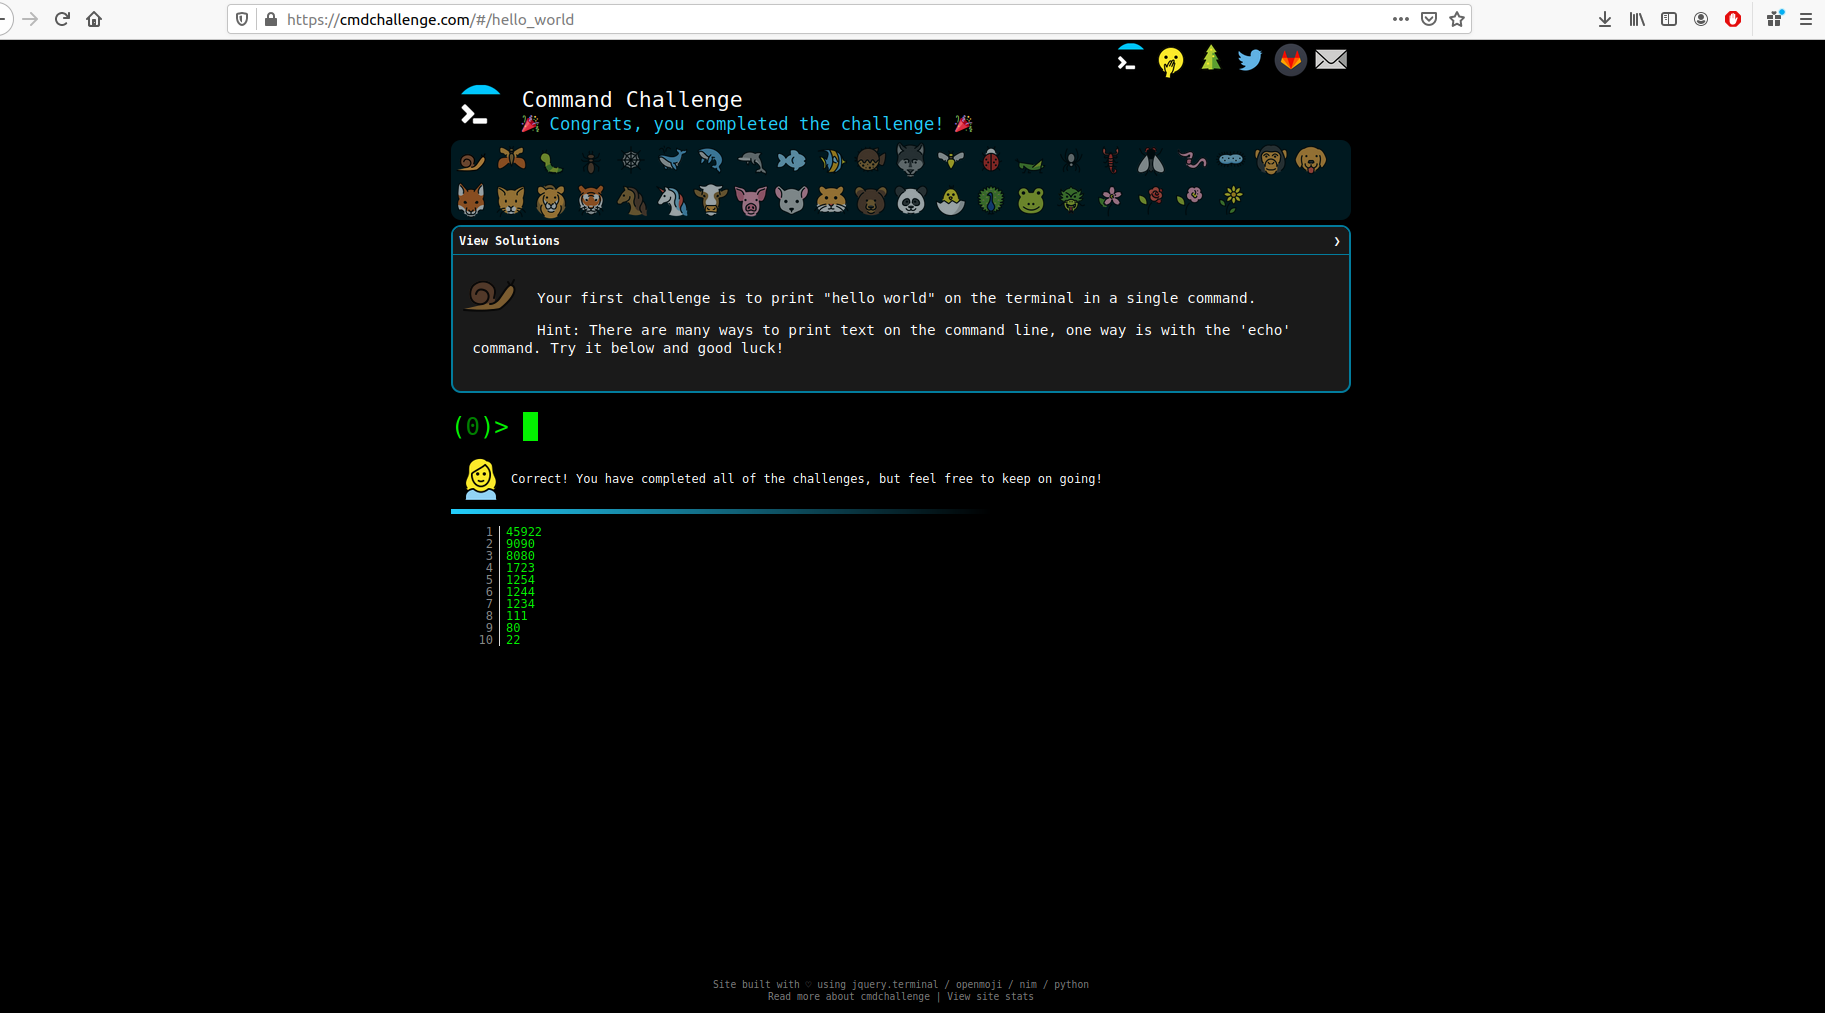 https://cmdchallenge.com/#/hello_world
Command Challenge
Congrats, you completed the challenge!
View Solutions
Your first challenge is to print "hello world" on the terminal in a single command.
Hint: There are many ways to print text on the command line, one way is with the 'echo'
command. Try it below and good luck!
(0)>
Correct! You have completed all of the challenges, but feel free to keep on going!
1 45922
2 9090
3 8080
4 1723
5 1254
6 1244
7 1234
8 111
9 80
10 22
Site built with ♡ using jquery.terminal / openmoji / nim / python
Read more about cmdchallenge | View site stats